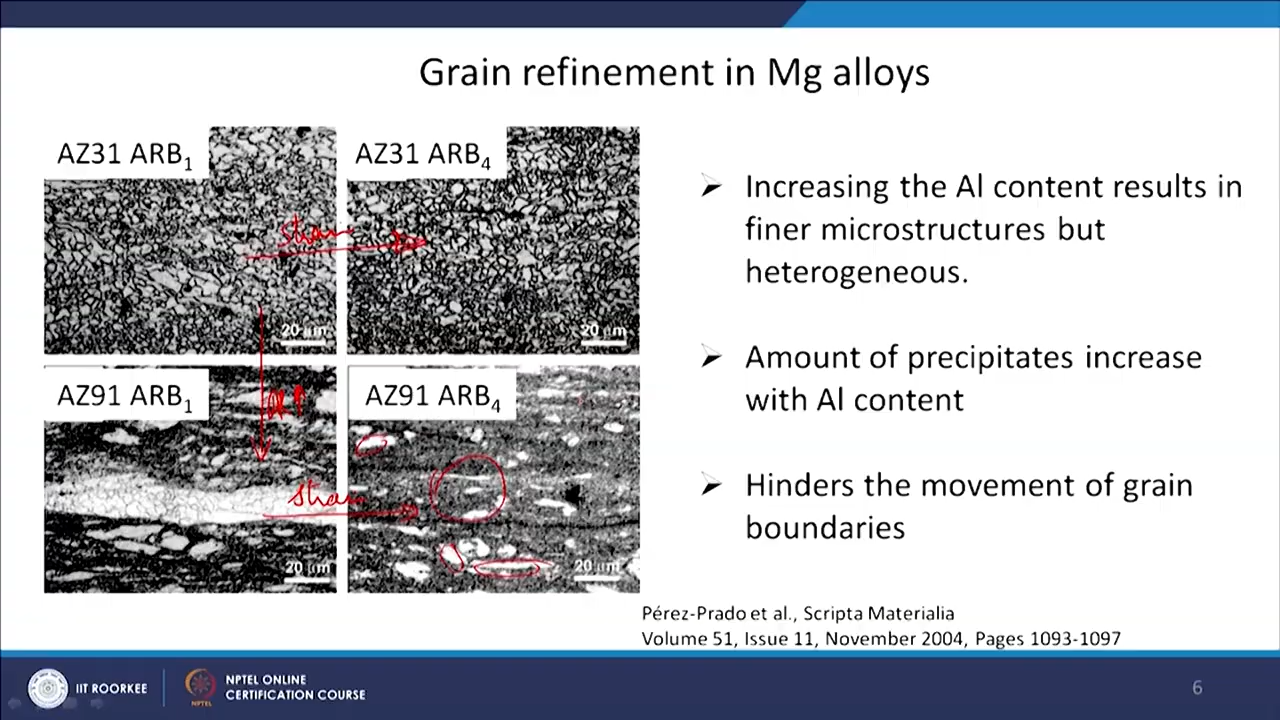 Grain refinement in Mg alloys
AZ31 ARB1
AZ31 ARB4
strain
20 μm
20 μm
AZ91 ARB1
AZ91 ARB4
strain
20 μm
20 μm
➢ Increasing the Al content results in
finer microstructures but
heterogeneous.
➢ Amount of precipitates increase
with Al content
➢ Hinders the movement of grain
boundaries
Pérez-Prado et al., Scripta Materialia
Volume 51, Issue 11, November 2004, Pages 1093-1097
IIT ROORKEE
NPTEL
NPTEL ONLINE
CERTIFICATION COURSE
6